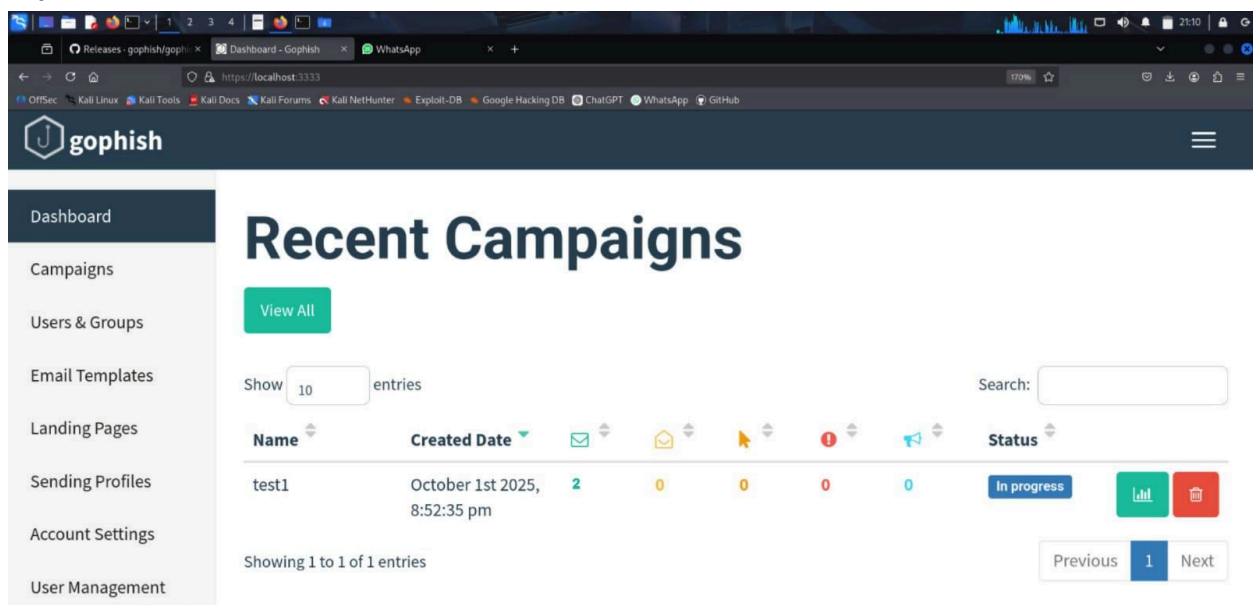 1 2 3 4 21:10
Releases · gophish/goph × Dashboard - Gophish × WhatsApp × +
https://localhost:3333 170%
OffSec Kali Linux Kali Tools Kali Docs Kali Forums Kali NetHunter Exploit-DB Google Hacking DB ChatGPT WhatsApp GitHub
gophish
Dashboard
Campaigns
Users & Groups
Email Templates
Landing Pages
Sending Profiles
Account Settings
User Management
Recent Campaigns
View All
Show 10 entries Search:
Name Created Date Status
test1 October 1st 2025, 2 0 0 0 0 In progress
8:52:35 pm
Showing 1 to 1 of 1 entries Previous 1 Next